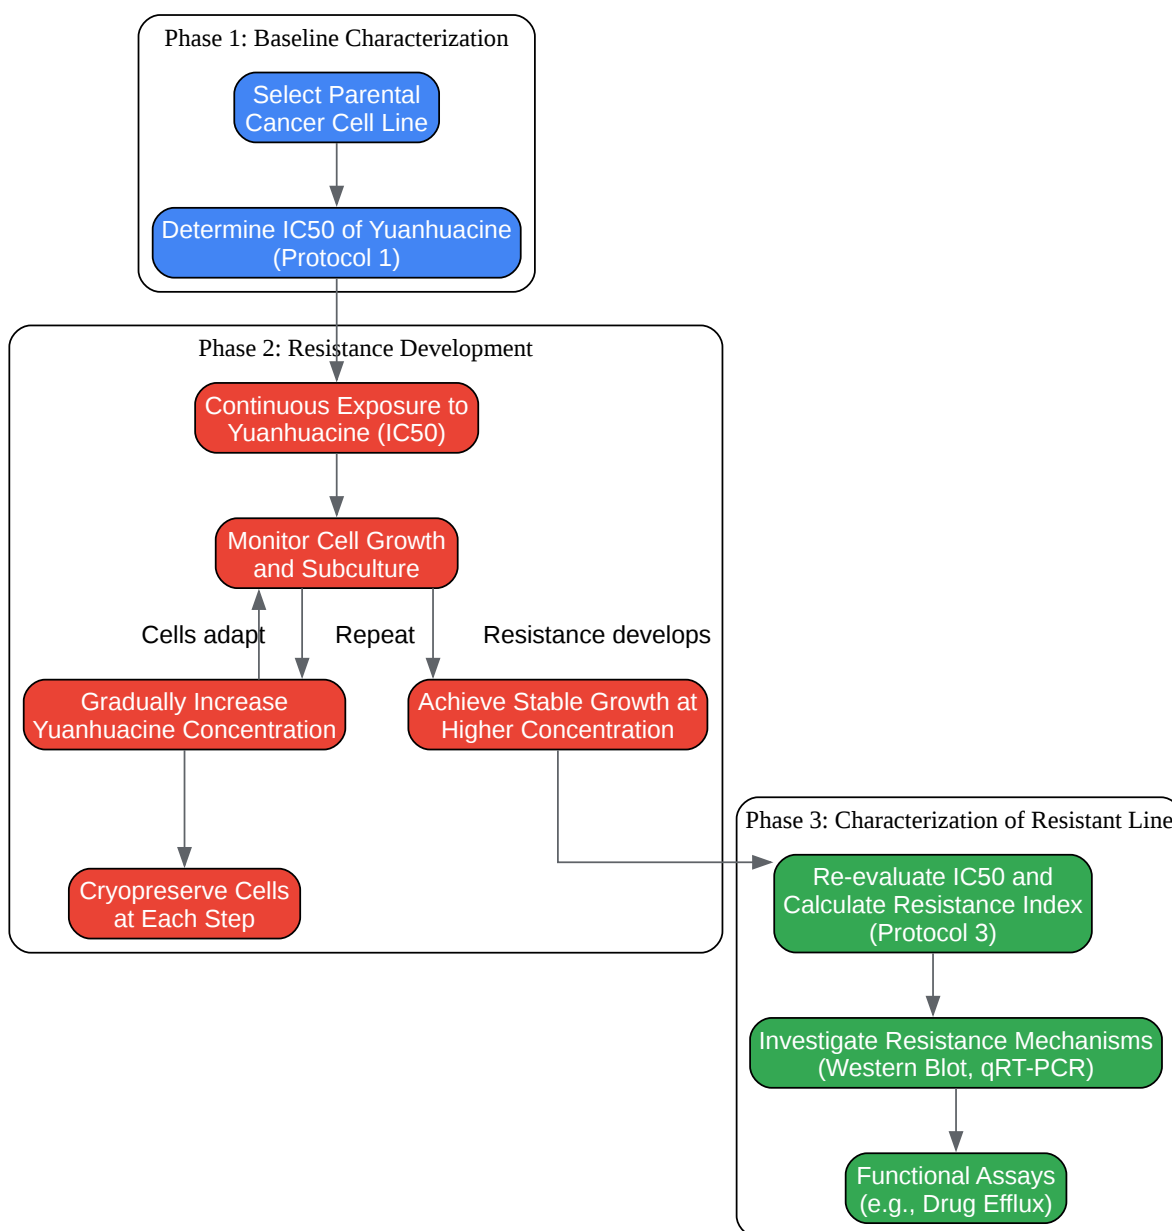 Phase 1: Baseline Characterization
Select Parental
Cancer Cell Line
Determine IC50 of Yuanhuacine
(Protocol 1)
Phase 2: Resistance Development
Continuous Exposure to
Yuanhuacine (IC50)
Monitor Cell Growth
and Subculture
Cells adapt
Repeat
Resistance develops
Gradually Increase
Yuanhuacine Concentration
Achieve Stable Growth at
Higher Concentration
Cryopreserve Cells
at Each Step
Phase 3: Characterization of Resistant Line
Re-evaluate IC50 and
Calculate Resistance Index
(Protocol 3)
Investigate Resistance Mechanisms
(Western Blot, qRT-PCR)
Functional Assays
(e.g., Drug Efflux)